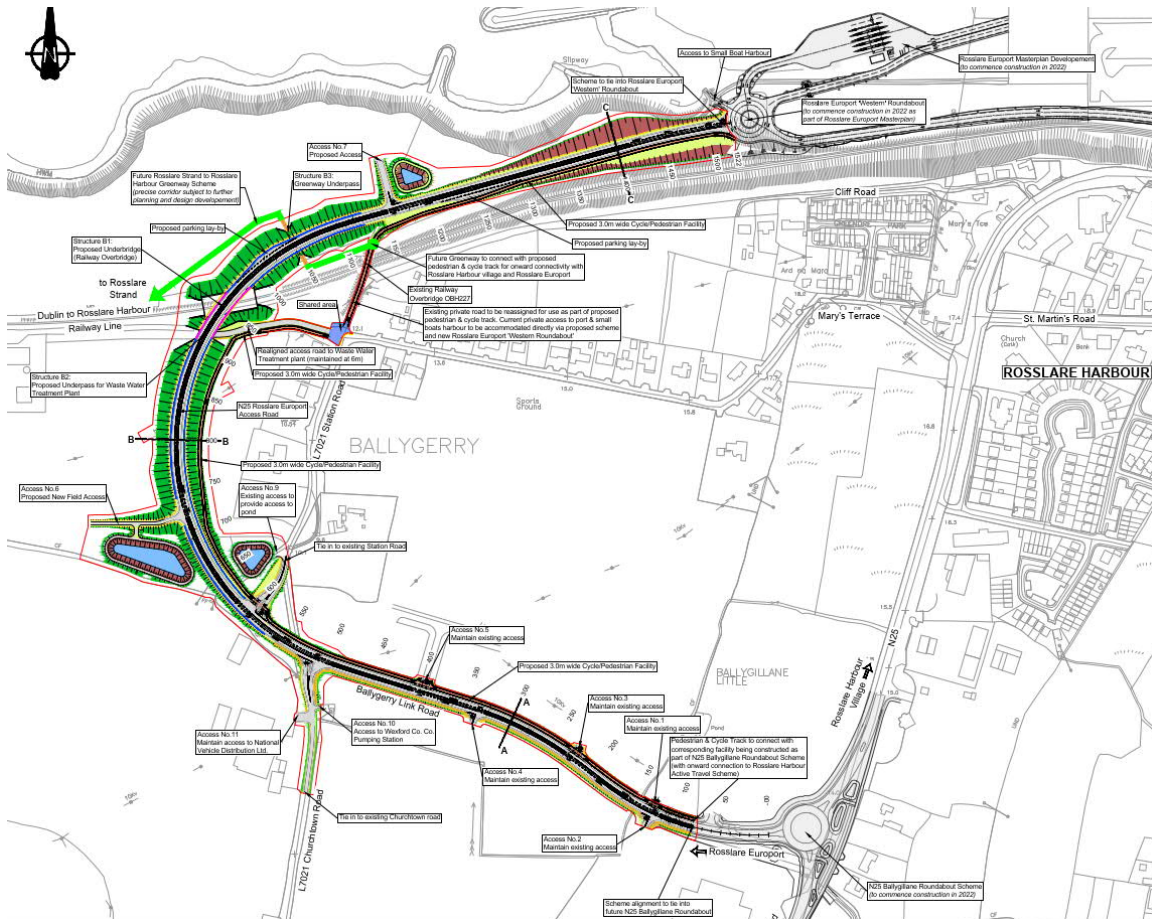 N
Slipway
Access to Small Boat Harbour
Scheme to tie into Rosslare Europort
'Western' Roundabout
Rosslare Europort Masterplan Developement
(to commence construction in 2022)
Rosslare Europort 'Western' Roundabout
(to commence construction in 2022 as
part of Rosslare Europort Masterplan)
C
C
HWM
Access No.7
Proposed Access
Future Rosslare Strand to Rosslare
Harbour Greenway Scheme
(precise corridor subject to further
planning and design developement)
Structure B3:
Greenway Underpass
Proposed parking lay-by
Structure B1:
Proposed Underbridge
(Railway Overbridge)
to Rosslare
Strand
Dublin to Rosslare Harbour
Railway Line
Cliff Road
Proposed 3.0m wide Cycle/Pedestrian Facility
Proposed parking lay-by
Future Greenway to connect with proposed
pedestrian & cycle track for onward connectivity with
Rosslare Harbour village and Rosslare Europort
Existing Railway
Overbridge OBH227
Shared area
Existing private road to be reassigned for use as part of proposed
pedestrian & cycle track. Current private access to port & small
boats harbour to be accommodated directly via proposed scheme
and new Rosslare Europort 'Western Roundabout'
PARK
Mary's Tce
Mary's Terrace
St. Martin's Road
Church
Bank
ROSSLARE HARBOUR
Realigned access road to Waste Water
Treatment plant (maintained at 6m)
Proposed 3.0m wide Cycle/Pedestrian Facility
Structure B2:
Proposed Underpass for Waste Water
Treatment Plant
N25 Rosslare Europort
Access Road
L7021 Station Road
Sports
Ground
BALLYGERRY
B
B
Proposed 3.0m wide Cycle/Pedestrian Facility
Access No.6
Proposed New Field Access
Access No.9
Existing access to
provide access to
pond
Tie in to existing Station Road
Access No.5
Maintain existing access
Proposed 3.0m wide Cycle/Pedestrian Facility
Ballygerry Link Road
A
A
Access No.3
Maintain existing access
Access No.1
Maintain existing access
BALLYGILLANE
LITTLE
Pond
Pedestrian & Cycle Track to connect with
corresponding facility being constructed as
part of N25 Ballygillane Roundabout Scheme
(with onward connection to Rosslare Harbour
Active Travel Scheme)
N25
Rosslare Harbour
Village
Access No.10
Access to Wexford Co. Co.
Pumping Station
Access No.11
Maintain access to National
Vehicle Distribution Ltd.
Access No.4
Maintain existing access
Tie in to existing Churchtown road
L7021 Churchtown Road
Access No.2
Maintain existing access
Rosslare Europort
N25 Ballygillane Roundabout Scheme
(to commence construction in 2022)
Scheme alignment to tie into
future N25 Ballygillane Roundabout